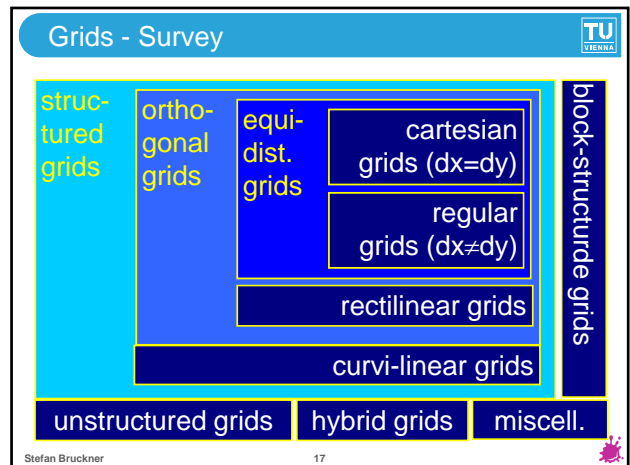 Grids - Survey
TU
VIENNA
struc-
tured
grids
ortho-
gonal
grids
equi-
dist.
grids
cartesian
grids (dx=dy)
regular
grids (dx≠dy)
rectilinear grids
curvi-linear grids
block-structurde grids
unstructured grids
hybrid grids
miscell.
Stefan Bruckner
17